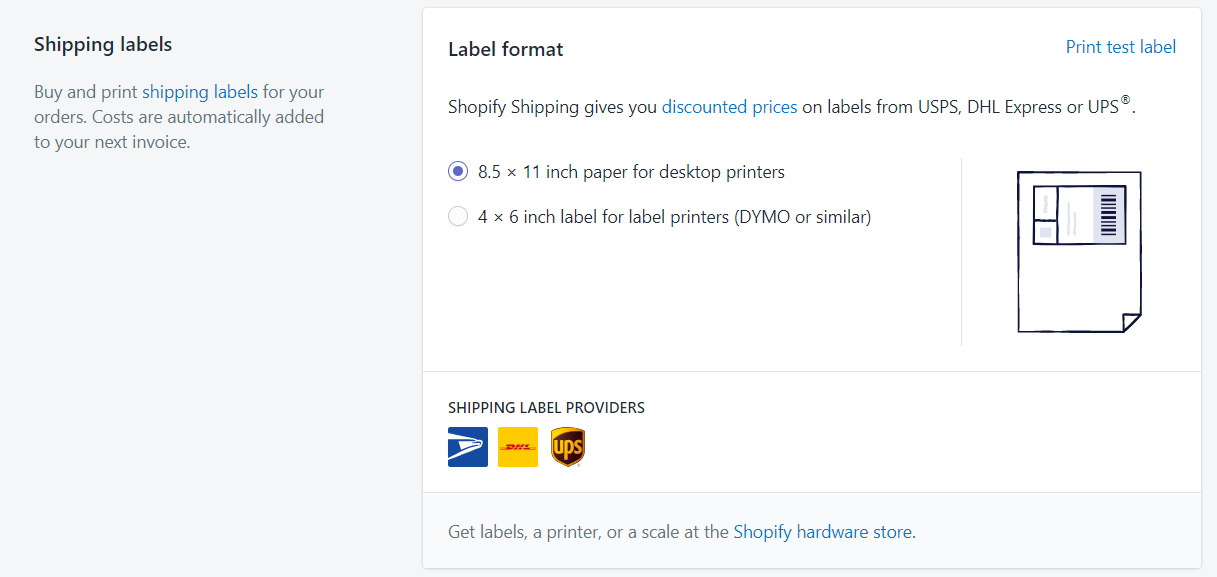 Shipping labels
Buy and print shipping labels for your
orders. Costs are automatically added
to your next invoice.
Label format
Print test label
Shopify Shipping gives you discounted prices on labels from USPS, DHL Express or UPS®.
8.5 × 11 inch paper for desktop printers
4 × 6 inch label for label printers (DYMO or similar)
SHIPPING LABEL PROVIDERS
DHL
ups
Get labels, a printer, or a scale at the Shopify hardware store.